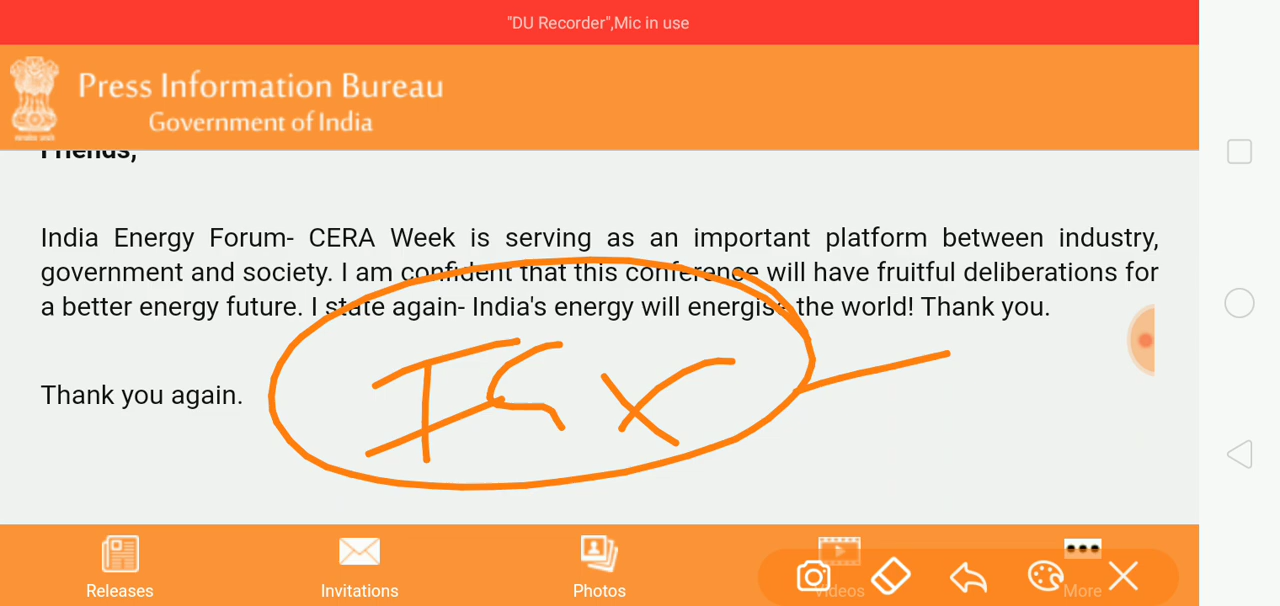 "DU Recorder",Mic in use
Press Information Bureau
Government of India
Friends,
India Energy Forum- CERA Week is serving as an important platform between industry,
government and society. I am confident that this conference will have fruitful deliberations for
a better energy future. I state again- India's energy will energise the world! Thank you.
Thank you again.
Releases
Invitations
Photos
Videos
More